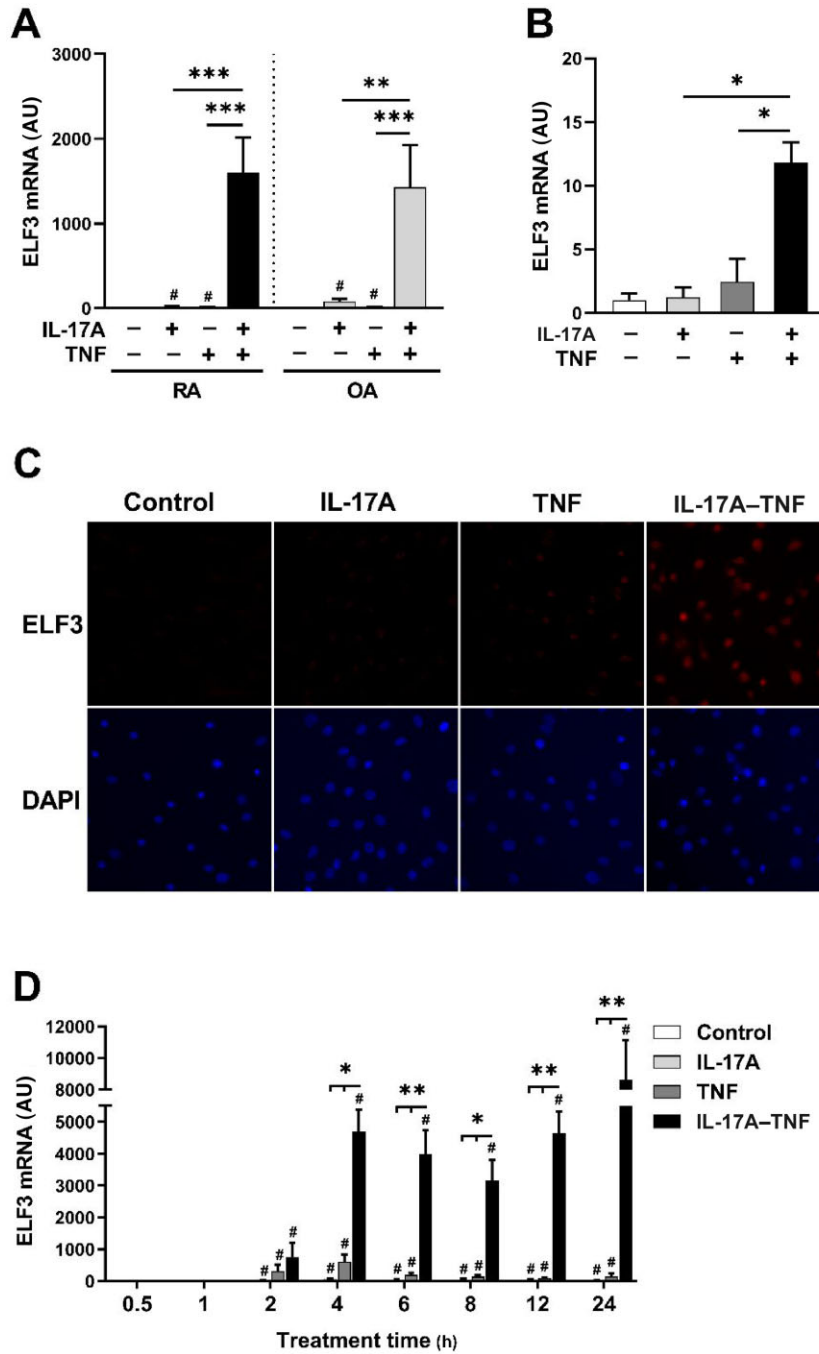 A
ELF3 mRNA (AU)
3000
2000
1000
0
***
***
**
***
# # # #
IL-17A − + − + − + − +
TNF − − + + − − + +
RA OA
B
ELF3 mRNA (AU)
20
15
10
5
0
*
*
IL-17A − + − +
TNF − − + +
C
Control IL-17A TNF IL-17A–TNF
ELF3
DAPI
D
ELF3 mRNA (AU)
12000
10000
8000
6000
5000
4000
3000
2000
1000
0
* ** * ** **
# # # # # # # # # # # # # # # # # #
0.5 1 2 4 6 8 12 24
Treatment time (h)
Control
IL-17A
TNF
IL-17A–TNF